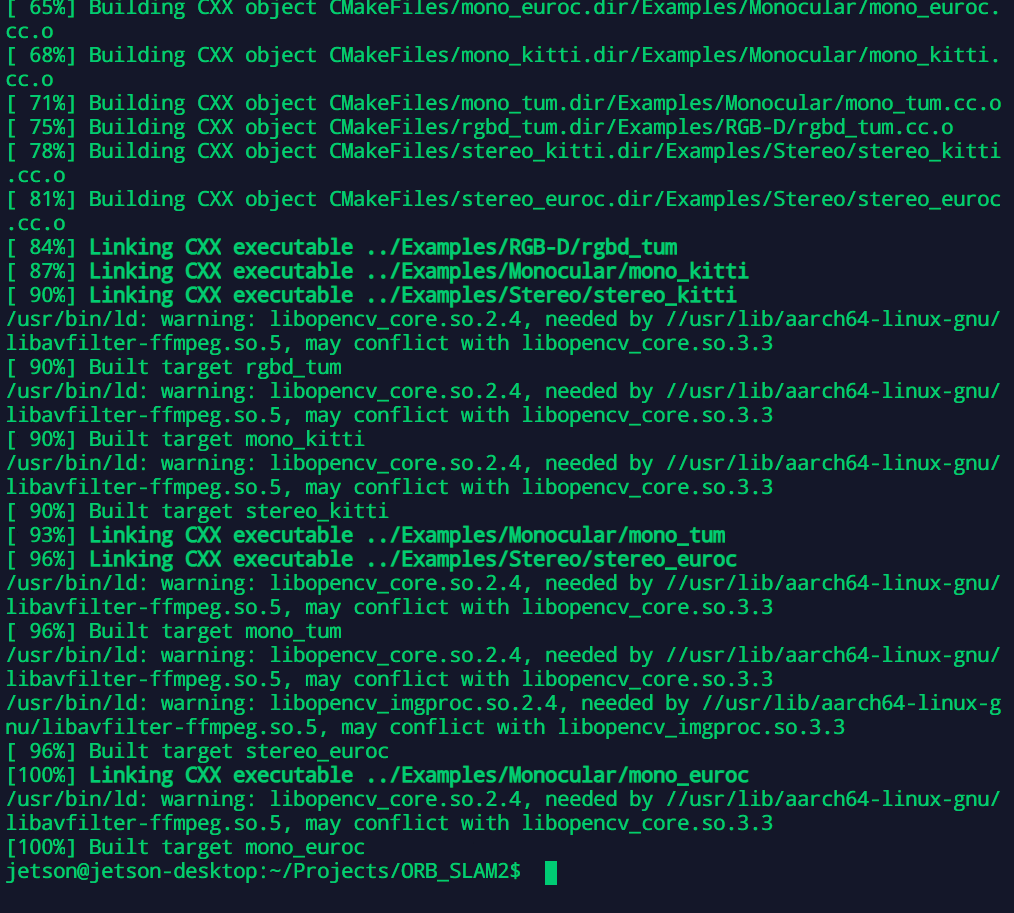 [ 65%] Building CXX object CMakeFiles/mono_euroc.dir/Examples/Monocular/mono_euroc.
cc.o
[ 68%] Building CXX object CMakeFiles/mono_kitti.dir/Examples/Monocular/mono_kitti.
cc.o
[ 71%] Building CXX object CMakeFiles/mono_tum.dir/Examples/Monocular/mono_tum.cc.o
[ 75%] Building CXX object CMakeFiles/rgbd_tum.dir/Examples/RGB-D/rgbd_tum.cc.o
[ 78%] Building CXX object CMakeFiles/stereo_kitti.dir/Examples/Stereo/stereo_kitti
.cc.o
[ 81%] Building CXX object CMakeFiles/stereo_euroc.dir/Examples/Stereo/stereo_euroc
.cc.o
[ 84%] Linking CXX executable ../Examples/RGB-D/rgbd_tum
[ 87%] Linking CXX executable ../Examples/Monocular/mono_kitti
[ 90%] Linking CXX executable ../Examples/Stereo/stereo_kitti
/usr/bin/ld: warning: libopencv_core.so.2.4, needed by //usr/lib/aarch64-linux-gnu/
libavfilter-ffmpeg.so.5, may conflict with libopencv_core.so.3.3
[ 90%] Built target rgbd_tum
/usr/bin/ld: warning: libopencv_core.so.2.4, needed by //usr/lib/aarch64-linux-gnu/
libavfilter-ffmpeg.so.5, may conflict with libopencv_core.so.3.3
[ 90%] Built target mono_kitti
/usr/bin/ld: warning: libopencv_core.so.2.4, needed by //usr/lib/aarch64-linux-gnu/
libavfilter-ffmpeg.so.5, may conflict with libopencv_core.so.3.3
[ 90%] Built target stereo_kitti
[ 93%] Linking CXX executable ../Examples/Monocular/mono_tum
[ 96%] Linking CXX executable ../Examples/Stereo/stereo_euroc
/usr/bin/ld: warning: libopencv_core.so.2.4, needed by //usr/lib/aarch64-linux-gnu/
libavfilter-ffmpeg.so.5, may conflict with libopencv_core.so.3.3
[ 96%] Built target mono_tum
/usr/bin/ld: warning: libopencv_core.so.2.4, needed by //usr/lib/aarch64-linux-gnu/
libavfilter-ffmpeg.so.5, may conflict with libopencv_core.so.3.3
/usr/bin/ld: warning: libopencv_imgproc.so.2.4, needed by //usr/lib/aarch64-linux-g
nu/libavfilter-ffmpeg.so.5, may conflict with libopencv_imgproc.so.3.3
[ 96%] Built target stereo_euroc
[100%] Linking CXX executable ../Examples/Monocular/mono_euroc
/usr/bin/ld: warning: libopencv_core.so.2.4, needed by //usr/lib/aarch64-linux-gnu/
libavfilter-ffmpeg.so.5, may conflict with libopencv_core.so.3.3
[100%] Built target mono_euroc
jetson@jetson-desktop:~/Projects/ORB_SLAM2$